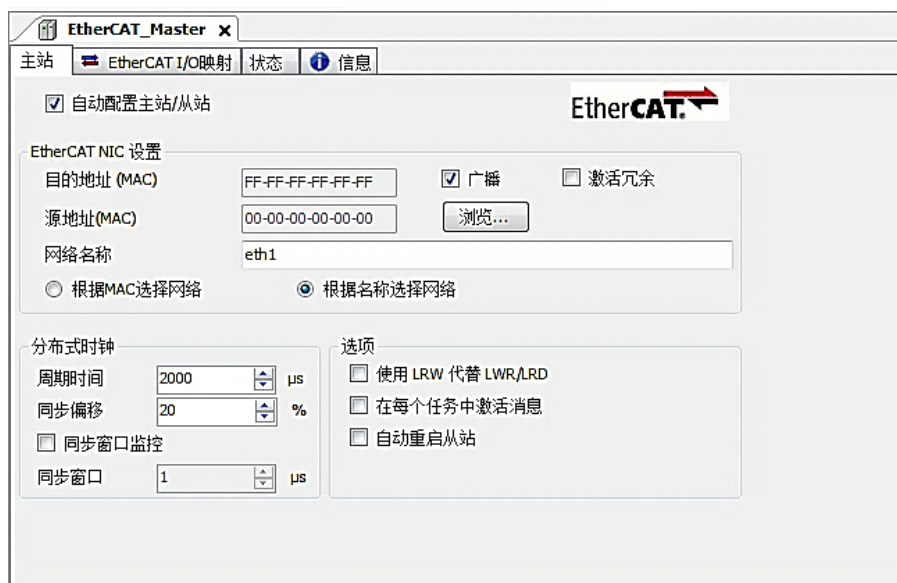 EtherCAT_Master x
主站 EtherCAT I/O映射 状态 信息
自动配置主站/从站
EtherCAT.
EtherCAT NIC 设置
目的地址 (MAC) FF-FF-FF-FF-FF-FF 广播 激活冗余
源地址(MAC) 00-00-00-00-00-00 浏览...
网络名称 eth1
根据MAC选择网络 根据名称选择网络
分布式时钟
周期时间 2000 µs
同步偏移 20 %
同步窗口监控
同步窗口 1 µs
选项
使用 LRW 代替 LWR/LRD
在每个任务中激活消息
自动重启从站